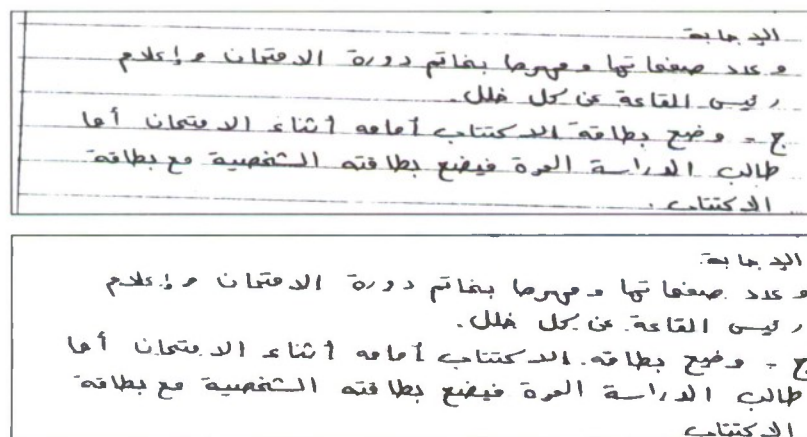 الإجابة
و عدد صفحاتها ومهرها بخاتم دورة الامتحان وإعلام
رئيس القاعة عن كل خلل.
ج - وضع بطاقة الاكتتاب أمامه أثناء الامتحان أما
طالب الدراسة الحرة فيضع بطاقته الشخصية مع بطاقة
الاكتتاب.
الإجابة
و عدد صفحاتها ومهرها بخاتم دورة الامتحان وإعلام
رئيس القاعة عن كل خلل.
ج - وضع بطاقة الاكتتاب أمامه أثناء الامتحان أما
طالب الدراسة الحرة فيضع بطاقته الشخصية مع بطاقة
الاكتتاب